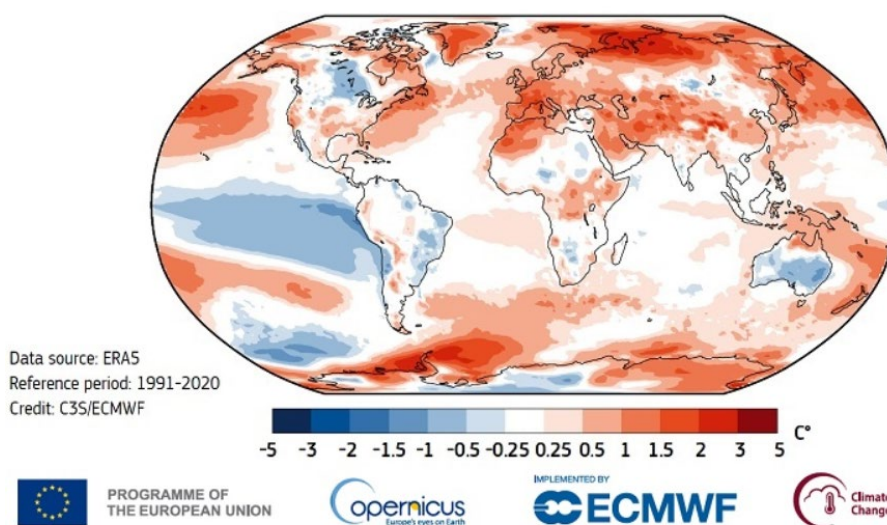 Data source: ERA5
Reference period: 1991-2020
Credit: C3S/ECMWF
-5 -3 -2 -1.5 -1 -0.5 -0.25 0.25 0.5 1 1.5 2 3 5 C°
PROGRAMME OF
THE EUROPEAN UNION
opernicus
Europe's eyes on Earth
IMPLEMENTED BY
ECMWF
Climate
Change